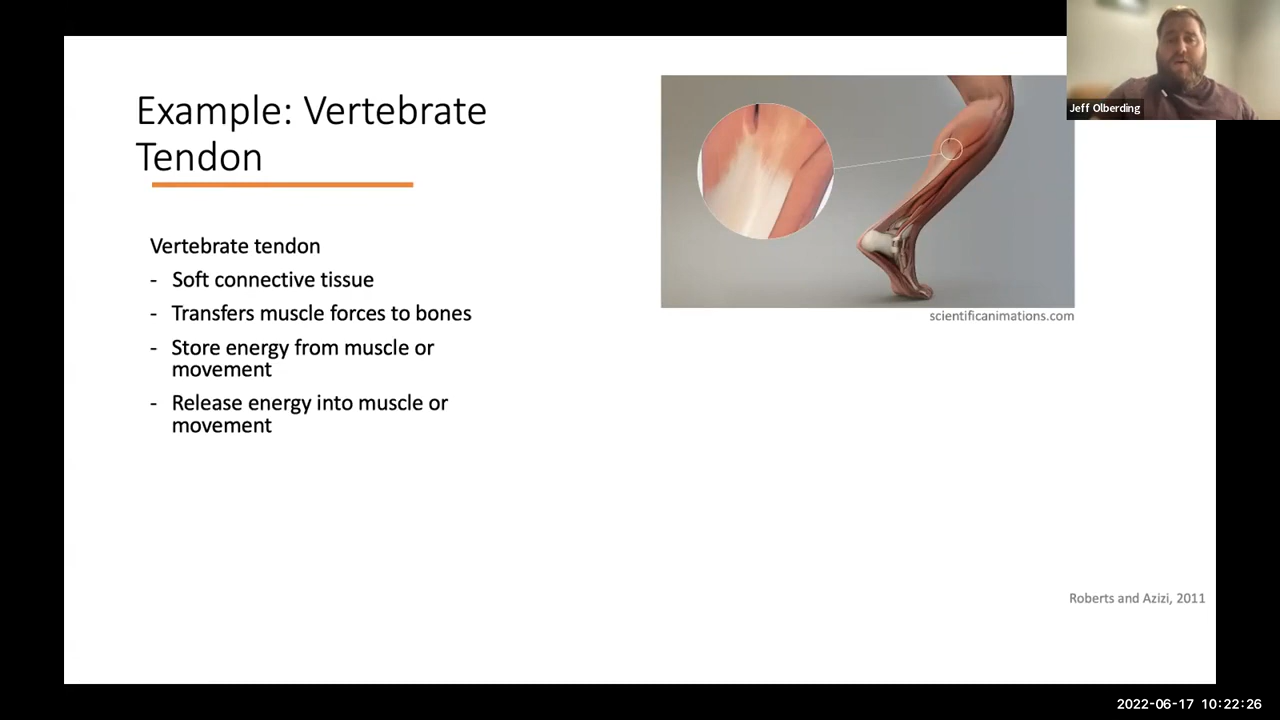 Example: Vertebrate
Tendon
Vertebrate tendon
- Soft connective tissue
- Transfers muscle forces to bones
- Store energy from muscle or
movement
- Release energy into muscle or
movement
scientificanimations.com
Roberts and Azizi, 2011
Jeff Olberding
2022-06-17 10:22:26